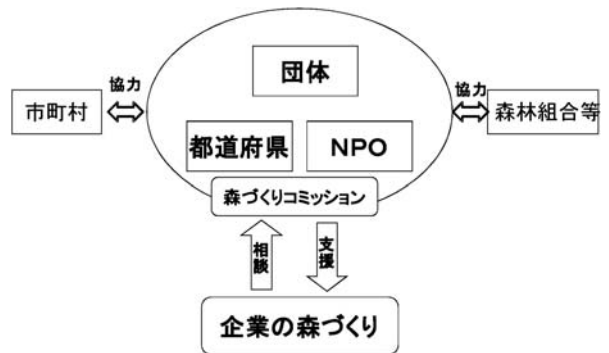 団体
協力
市町村
協力
森林組合等
都道府県
NPO
森づくりコミッション
相談
支援
企業の森づくり